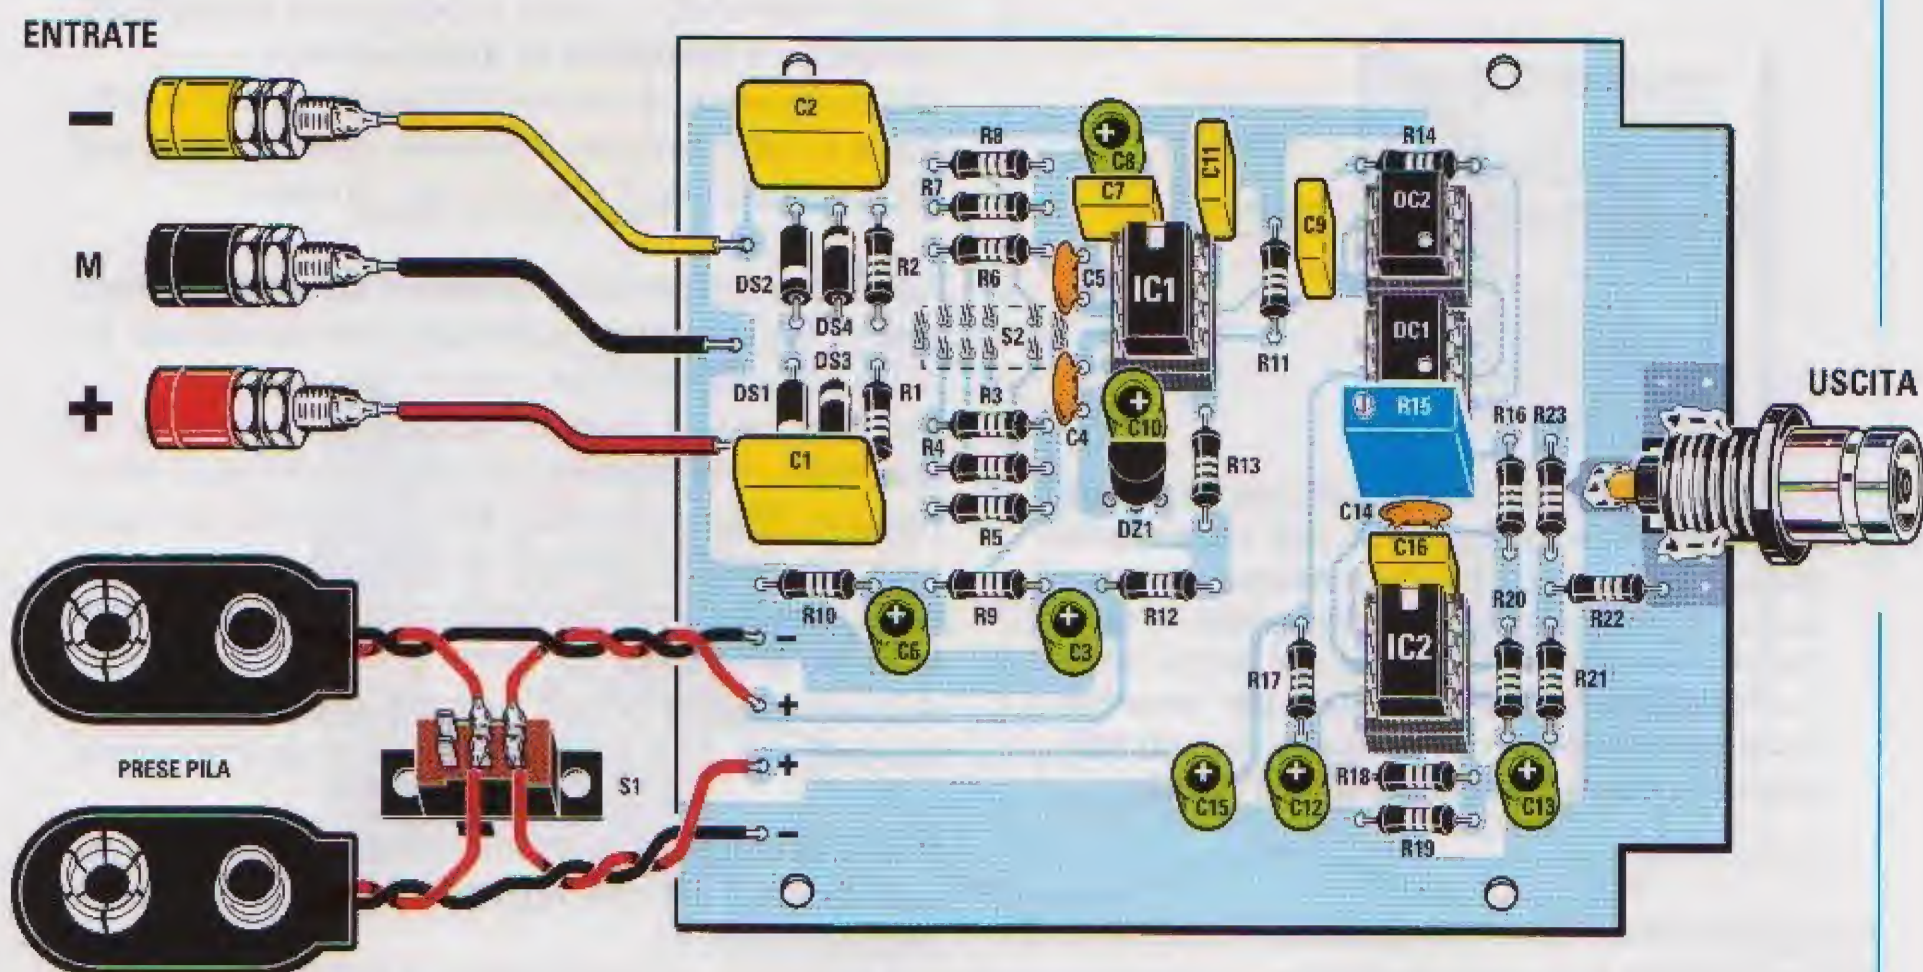 ENTRATE
−
M
+
USCITA
C2
R8
R7
R6
C8
C7
C11
R14
OC2
C9
DS2
DS4
R2
C5
IC1
S2
R11
OC1
DS3
DS1
R1
R3
R4
R5
C4
C10
DZ1
R13
R15
R16 R23
C14
C16
C1
R10
R9
R12
R22
C6
C3
IC2
R20
R17
R21
−
+
+
−
PRESE PILA
S1
C15
C12
R18
C13
R19